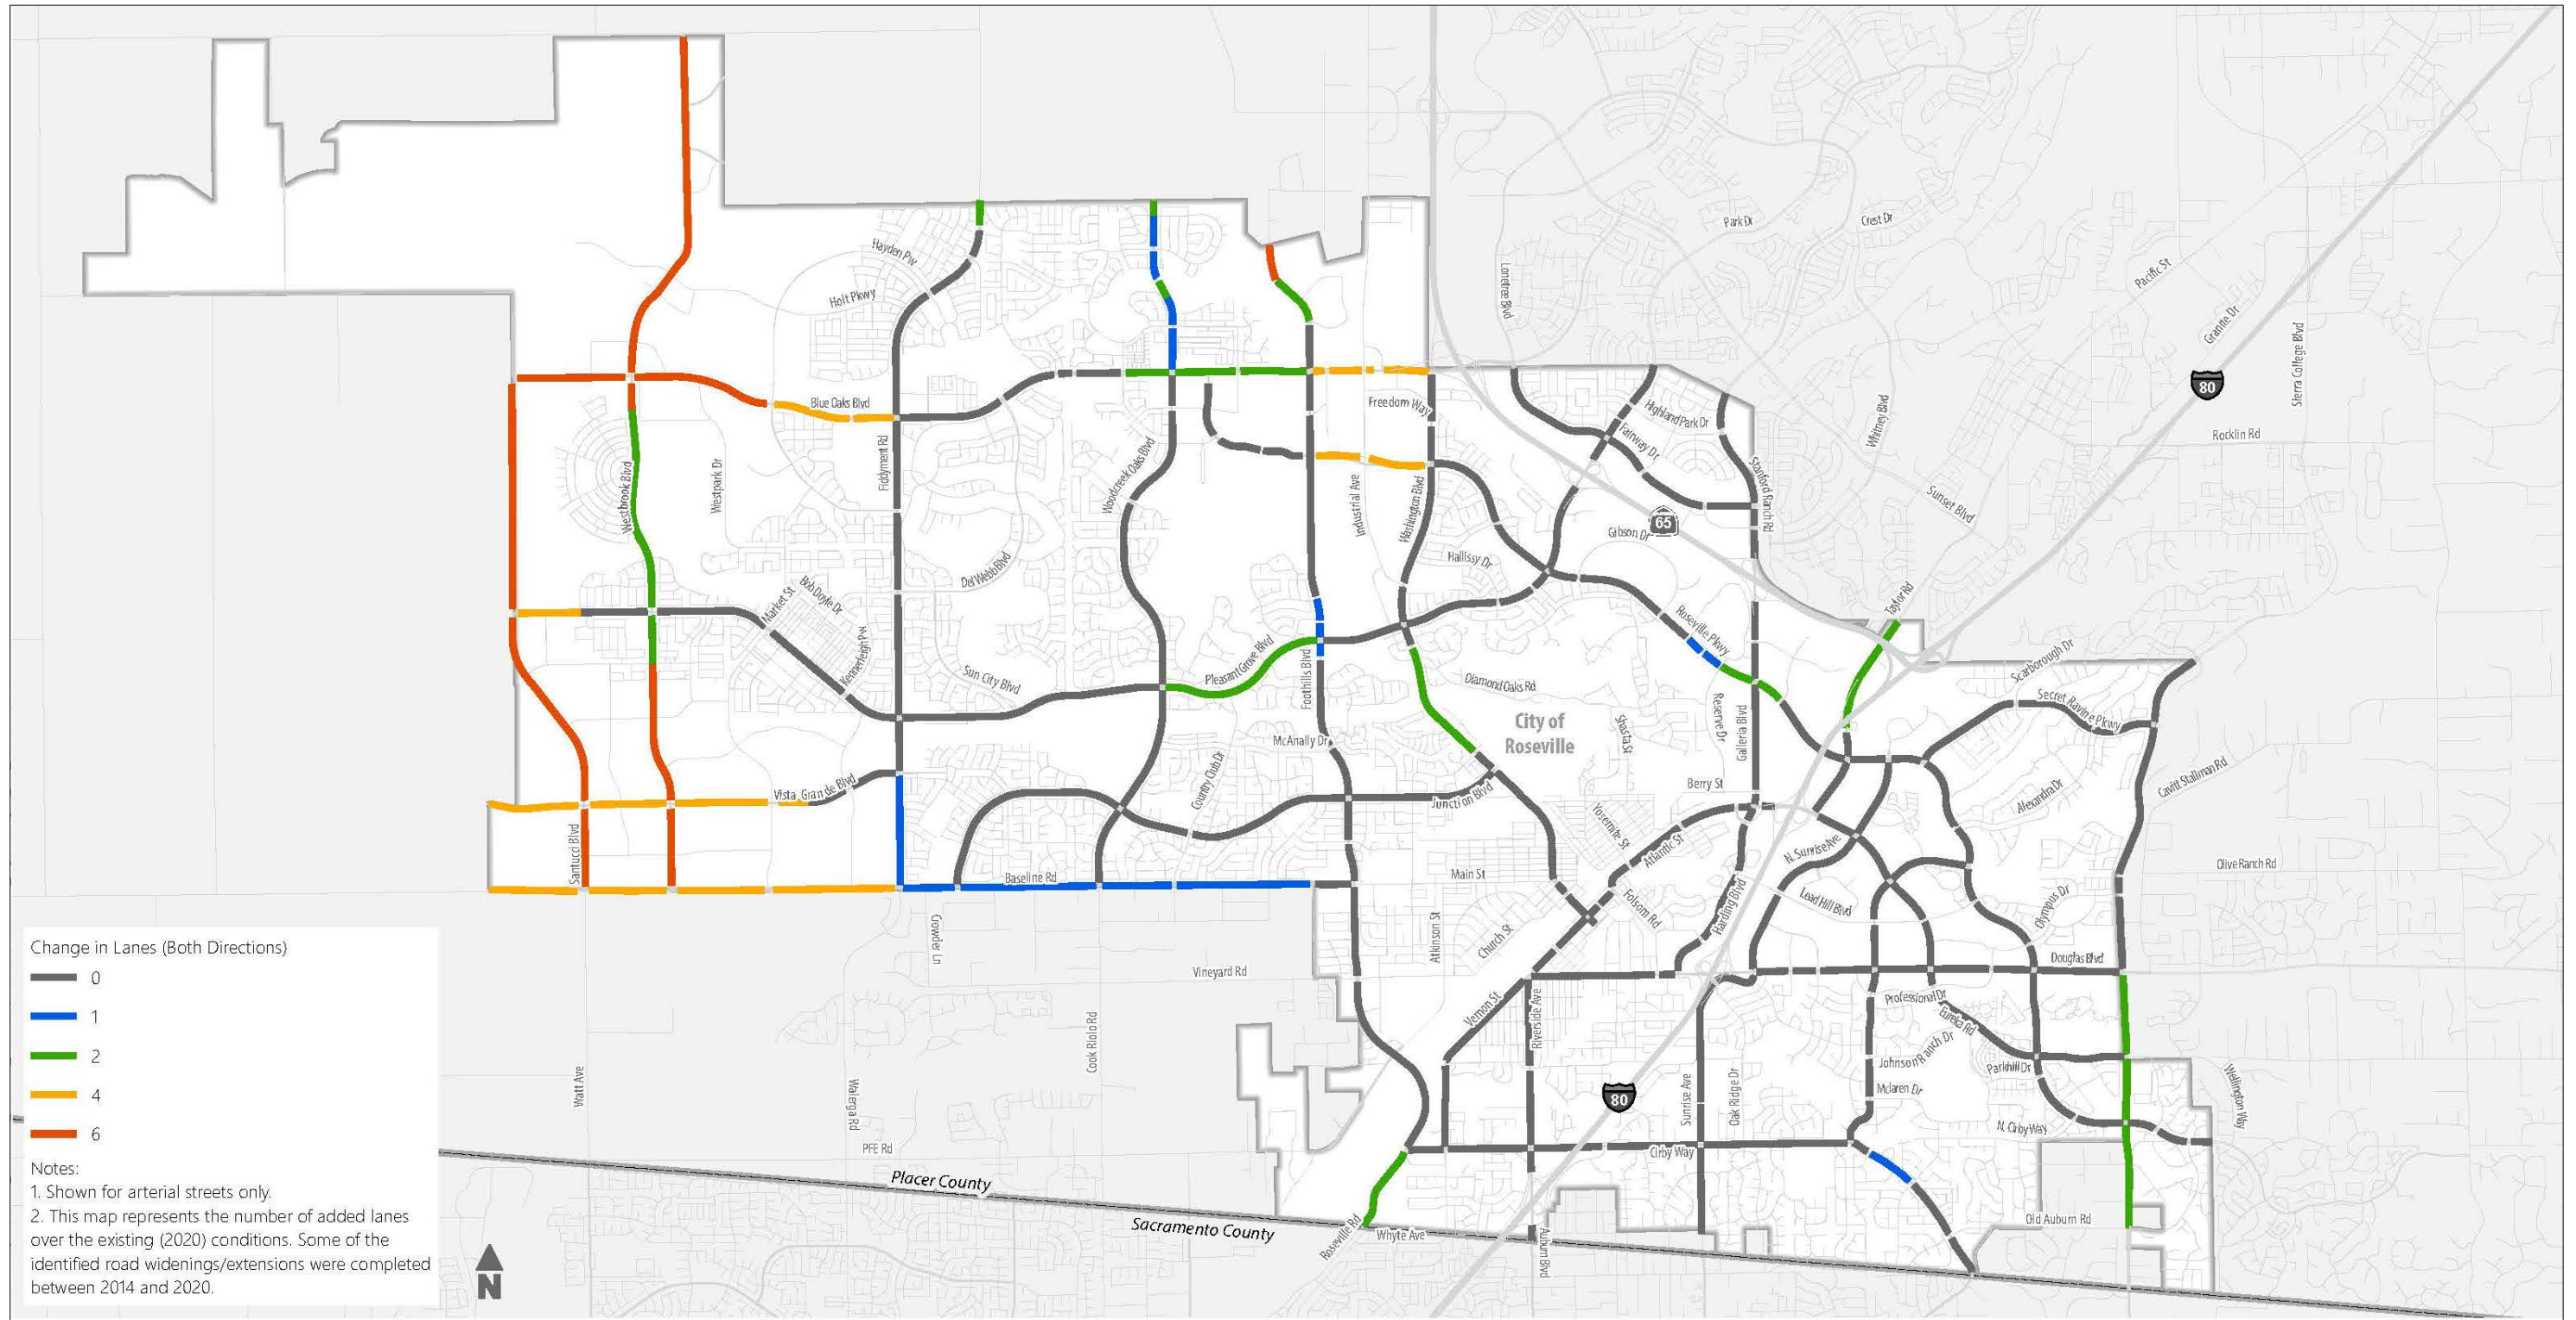 Park Dr
Crest Dr
Hayden Pw
Lonetree Blvd
Pacific St
Holt Pkwy
Granite Dr
Sierra College Blvd
80
Blue Oaks Blvd
Freedom Way
Highland Park Dr
Whitney Blvd
Fairway Dr
Rocklin Rd
Fiddyment Rd
Woodcreek Oaks Blvd
Westbrook Blvd
Westpark Dr
Industrial Ave
Washington Blvd
Stanford Ranch Rd
Sunset Blvd
65
Gibson Dr
Hallissy Dr
Del Webb Blvd
Bob Doyle Dr
Market St
Taylor Rd
Roseville Pkwy
Kennerleigh Pkwy
Pleasant Grove Blvd
Foothills Blvd
Scarborough Dr
Sun City Blvd
Diamond Oaks Rd
Secret Ravine Pkwy
City of
Roseville
Shasta St
Reserve Dr
Galleria Blvd
McAnally Dr
Country Club Dr
Cavitt Stallman Rd
Vista Grande Blvd
Berry St
Junction Blvd
Alexandra Dr
Yosemite St
Santucci Blvd
Atlantic St
N. Sunrise Ave
Baseline Rd
Main St
Olive Ranch Rd
Folsom Rd
Harding Blvd
Lead Hill Blvd
Olympus Dr
Crowder Ln
Atkinson St
Church St
Vineyard Rd
Douglas Blvd
Vernon St
Riverside Ave
Professional Dr
Eureka Rd
Cook Riolo Rd
Johnson Ranch Dr
Parkhill Dr
Watt Ave
Walerga Rd
80
Sunrise Ave
Oak Ridge Dr
Mclaren Dr
Wellington Way
N. Cirby Way
PFE Rd
Cirby Way
Placer County
Sacramento County
Roseville Rd
Whyte Ave
Auburn Blvd
Old Auburn Rd
N
Change in Lanes (Both Directions)
0
1
2
4
6
Notes:
1. Shown for arterial streets only.
2. This map represents the number of added lanes
over the existing (2020) conditions. Some of the
identified road widenings/extensions were completed
between 2014 and 2020.